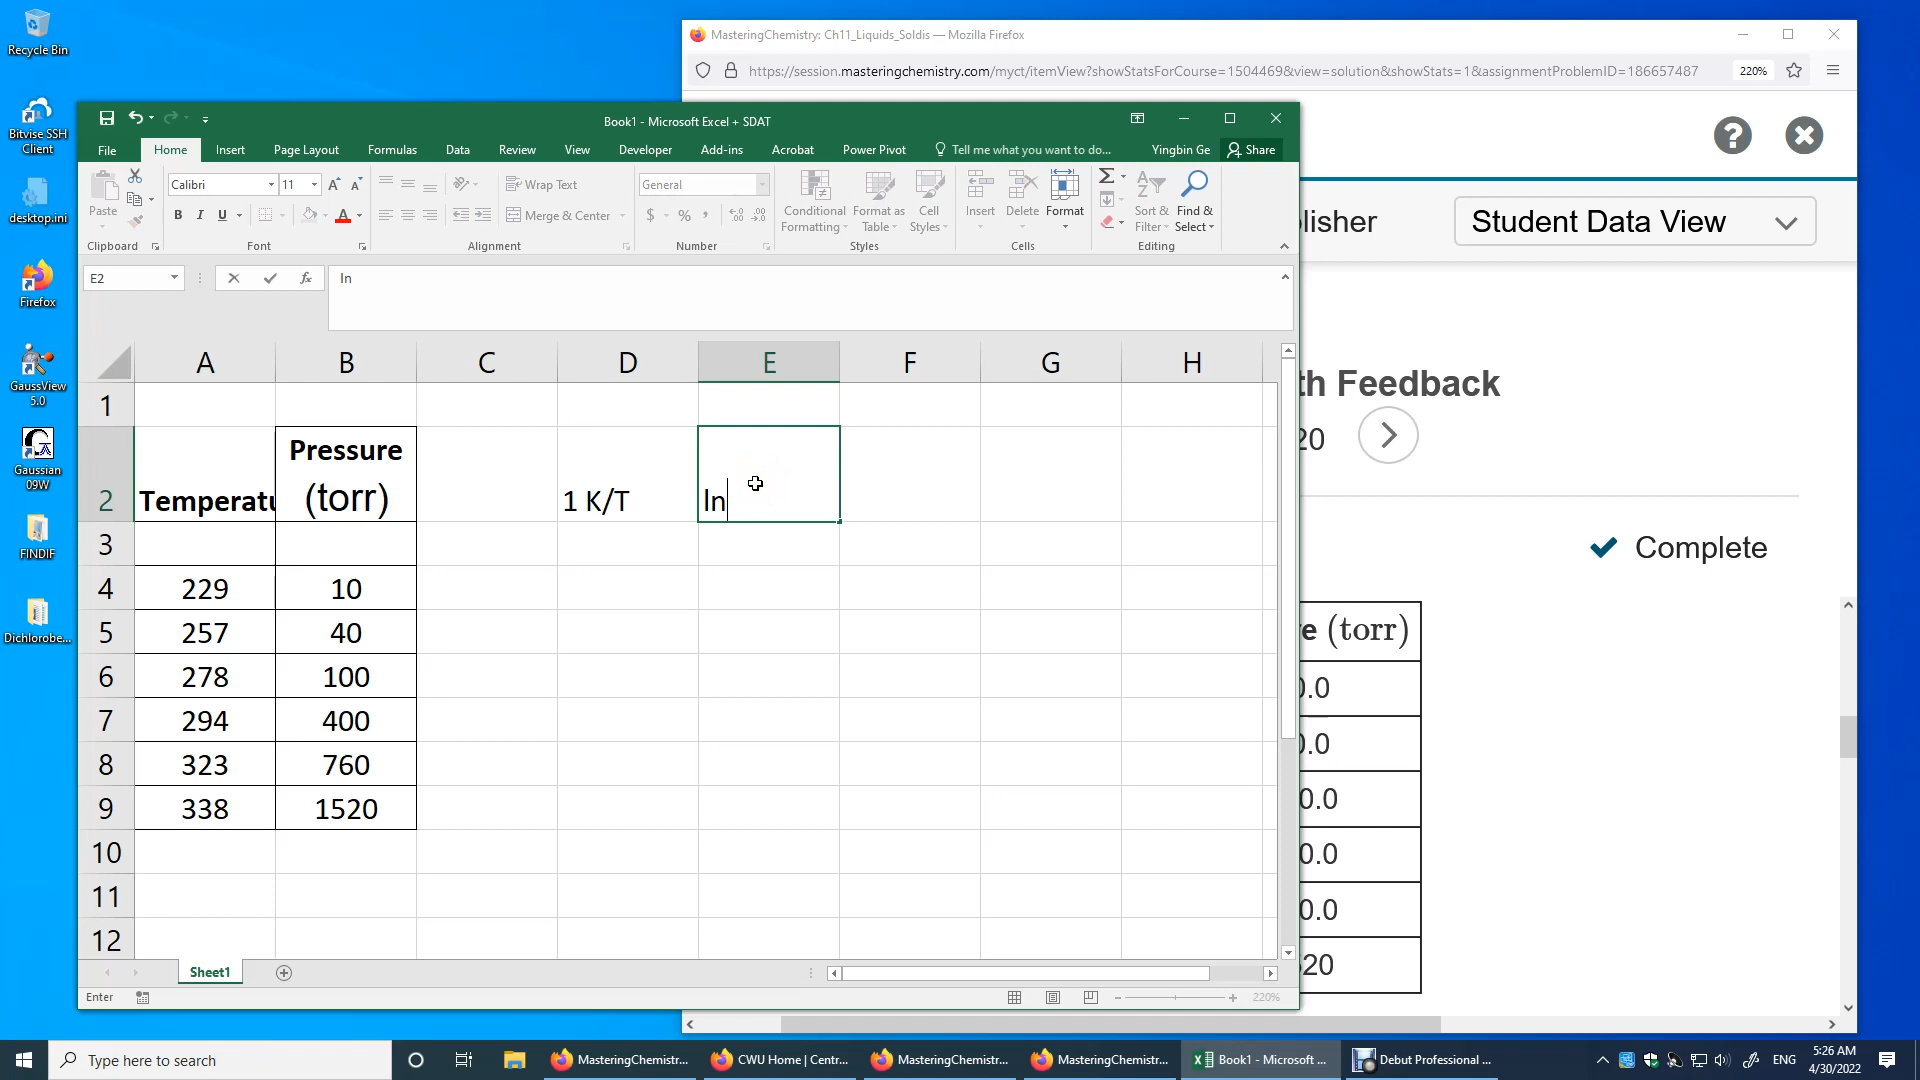 Recycle Bin
Bitvise SSH
Client
desktop.ini
Firefox
GaussView
5.0
Gaussian
09W
FINDIF
Dichlorobe...
MasteringChemistry: Ch11_Liquids_Soldis — Mozilla Firefox
https://session.masteringchemistry.com/myct/itemView?showStatsForCourse=1504469&view=solution&showStats=1&assignmentProblemID=186657487
220%
lisher
Student Data View
th Feedback
20
Complete
e (torr)
0.0
0.0
0.0
0.0
0.0
20
Book1 - Microsoft Excel + SDAT
File Home Insert Page Layout Formulas Data Review View Developer Add-ins Acrobat Power Pivot Tell me what you want to do... Yingbin Ge Share
Paste
Clipboard
Calibri 11
B I U
Font
Wrap Text
Merge & Center
Alignment
General
$ %
Number
Conditional
Formatting
Format as
Table
Cell
Styles
Styles
Insert Delete Format
Cells
Sort &
Filter
Find &
Select
Editing
E2
fx
ln
A B C D E F G H
1
2 Temperatu Pressure (torr) 1 K/T ln
3
4 229 10
5 257 40
6 278 100
7 294 400
8 323 760
9 338 1520
10
11
12
Sheet1
Enter
220%
Type here to search
MasteringChemistr...
CWU Home | Centr...
MasteringChemistr...
MasteringChemistr...
Book1 - Microsoft ...
Debut Professional ...
ENG
5:26 AM
4/30/2022